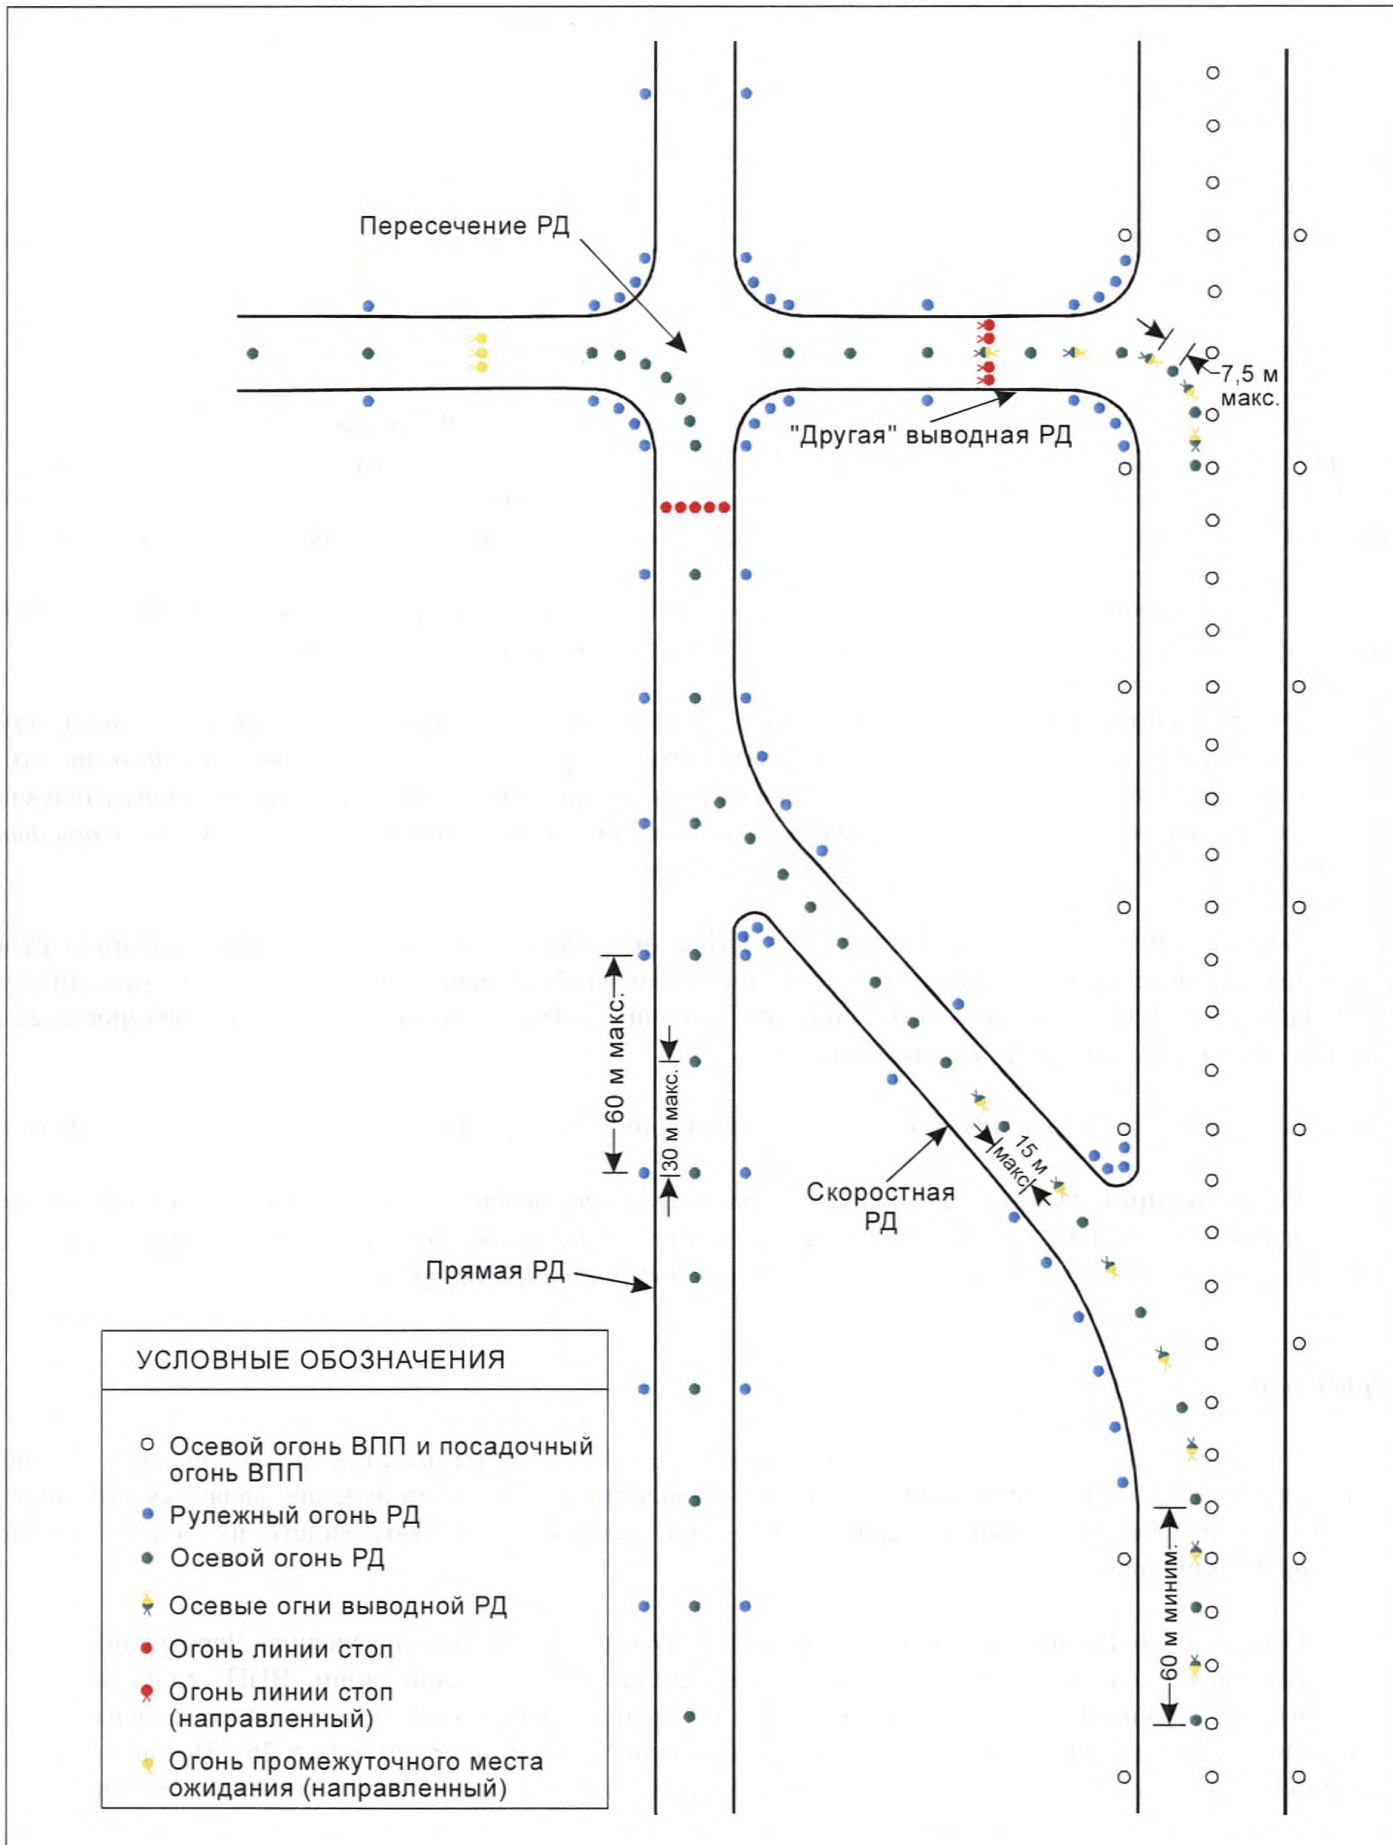 Пересечение РД
7,5 м
макс.
"Другая" выводная РД
60 м макс.
30 м макс.
15 м
макс
Скоростная
РД
Прямая РД
60 м миним.
УСЛОВНЫЕ ОБОЗНАЧЕНИЯ
Осевой огонь ВПП и посадочный
огонь ВПП
Рулежный огонь РД
Осевой огонь РД
Осевые огни выводной РД
Огонь линии стоп
Огонь линии стоп
(направленный)
Огонь промежуточного места
ожидания (направленный)